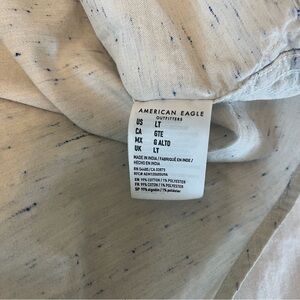 AMERICAN EAGLE
OUTFITTERS
US LT
CA GTE
MX G ALTO
UK LT
MADE IN INDIA / FABRIQUÉ EN INDE /
HECHO EN INDIA
EN 99% COTTON / 1% POLYESTER
FR 99% COTON / 1% POLYESTER
SP 99% algodón / 1% poliéster